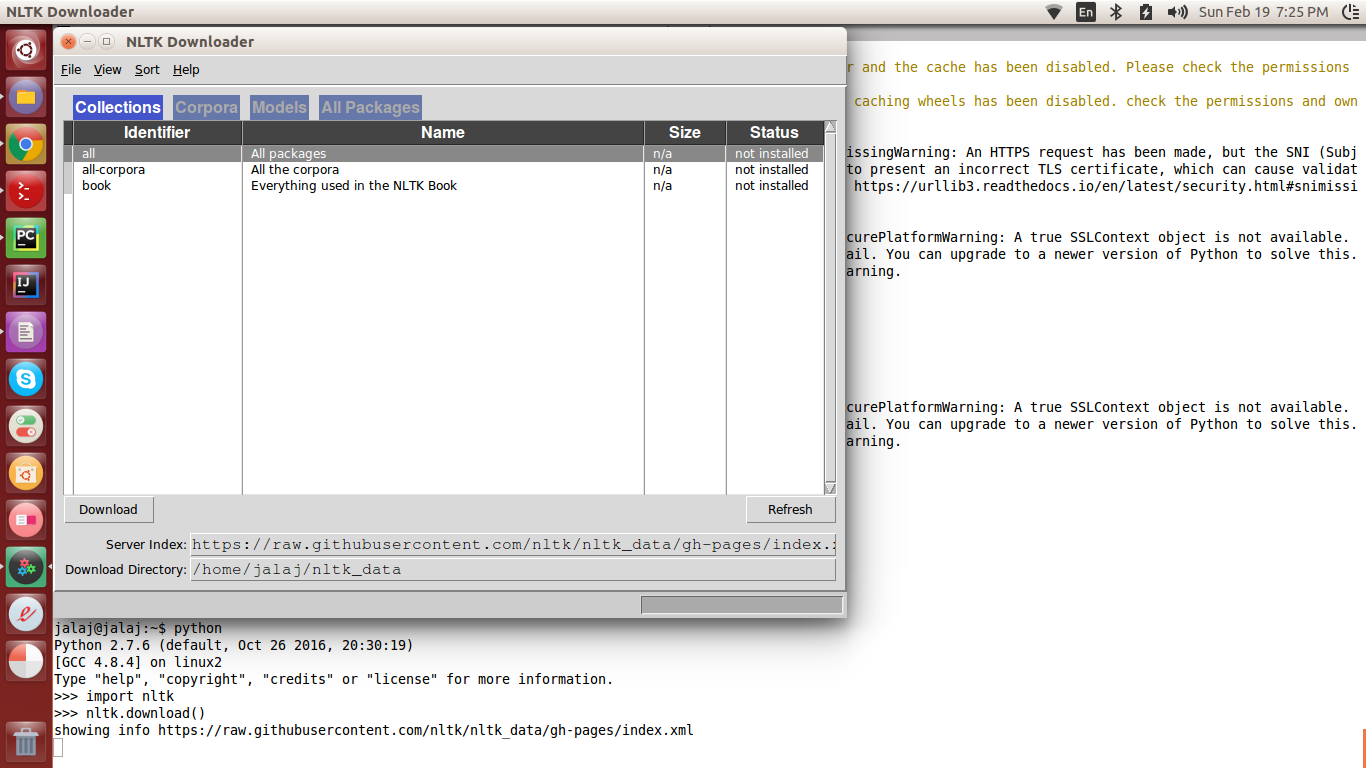 NLTK Downloader
En
Sun Feb 19 7:25 PM
NLTK Downloader
File View Sort Help
Collections Corpora Models All Packages
Identifier Name Size Status
all All packages n/a not installed
all-corpora All the corpora n/a not installed
book Everything used in the NLTK Book n/a not installed
Download Refresh
Server Index: https://raw.githubusercontent.com/nltk/nltk_data/gh-pages/index.x
Download Directory: /home/jalaj/nltk_data
r and the cache has been disabled. Please check the permissions
caching wheels has been disabled. check the permissions and own
issingWarning: An HTTPS request has been made, but the SNI (Subj
to present an incorrect TLS certificate, which can cause validat
https://urllib3.readthedocs.io/en/latest/security.html#snimissi
curePlatformWarning: A true SSLContext object is not available.
ail. You can upgrade to a newer version of Python to solve this.
arning.
curePlatformWarning: A true SSLContext object is not available.
ail. You can upgrade to a newer version of Python to solve this.
arning.
PC
IJ
S
jalaj@jalaj:~$ python
Python 2.7.6 (default, Oct 26 2016, 20:30:19)
[GCC 4.8.4] on linux2
Type "help", "copyright", "credits" or "license" for more information.
>>> import nltk
>>> nltk.download()
showing info https://raw.githubusercontent.com/nltk/nltk_data/gh-pages/index.xml